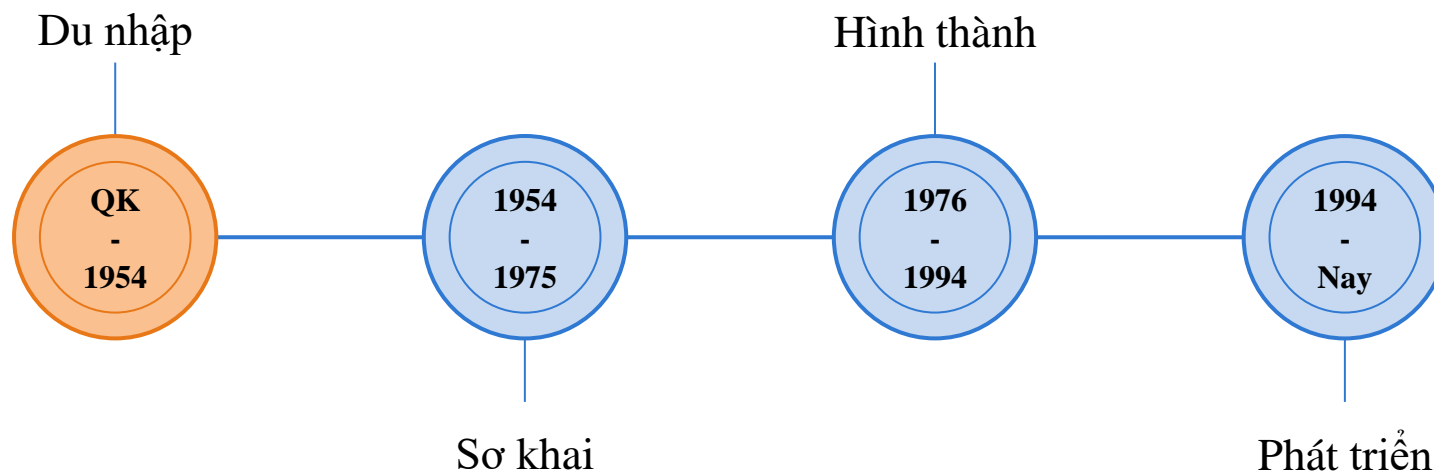 Du nhập
Hình thành
QK
-
1954
1954
-
1975
1976
-
1994
1994
-
Nay
Sơ khai
Phát triển